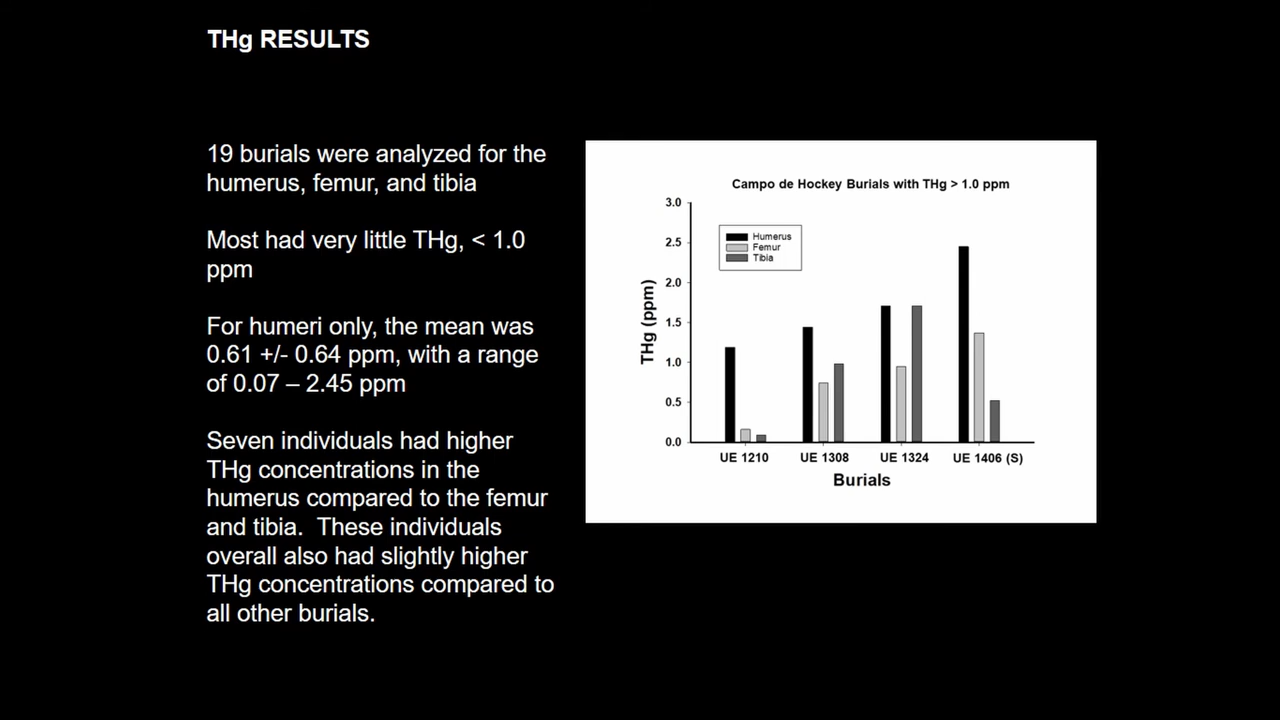 THg RESULTS
19 burials were analyzed for the
humerus, femur, and tibia
Most had very little THg, < 1.0
ppm
For humeri only, the mean was
0.61 +/- 0.64 ppm, with a range
of 0.07 – 2.45 ppm
Seven individuals had higher
THg concentrations in the
humerus compared to the femur
and tibia.  These individuals
overall also had slightly higher
THg concentrations compared to
all other burials.
Campo de Hockey Burials with THg > 1.0 ppm
3.0
2.5
2.0
1.5
1.0
0.5
0.0
THg (ppm)
Humerus
Femur
Tibia
UE 1210 UE 1308 UE 1324 UE 1406 (S)
Burials